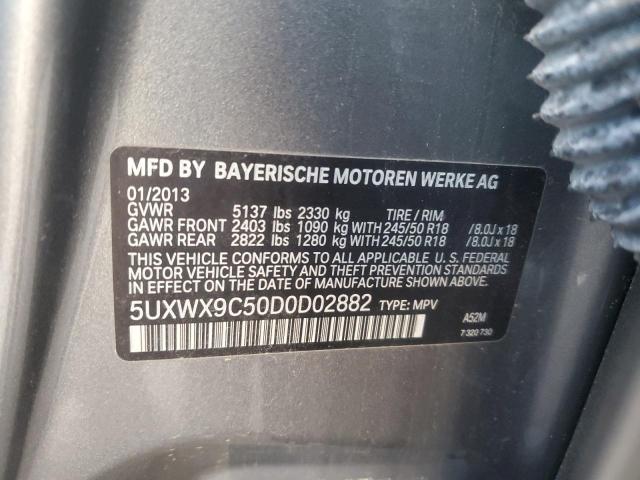 MFD BY BAYERISCHE MOTOREN WERKE AG
01/2013
GVWR 5137 lbs 2330 kg TIRE / RIM
GAWR FRONT 2403 lbs 1090 kg WITH 245/50 R18 /8.0J x 18
GAWR REAR 2822 lbs 1280 kg WITH 245/50 R18 /8.0J x 18
THIS VEHICLE CONFORMS TO ALL APPLICABLE U. S. FEDERAL
MOTOR VEHICLE SAFETY, BUMPER, AND THEFT PREVENTION STANDARDS
IN EFFECT ON THE DATE OF MANUFACTURE SHOWN ABOVE.
5UXWX9C50D0D02882 TYPE: MPV
A52M
7 320 730